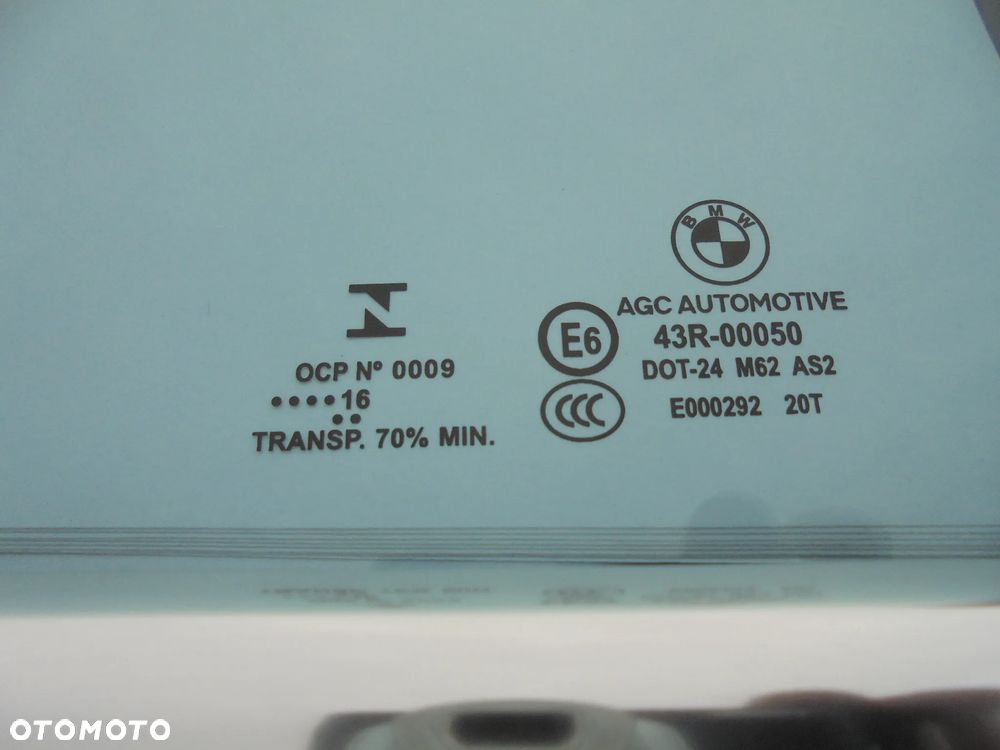 OCP Nº 0009
••••16
••
TRANSP. 70% MIN.
BMW
AGC AUTOMOTIVE
E6
43R-00050
DOT-24 M62 AS2
CCC
E000292 20T
OTOMOTO